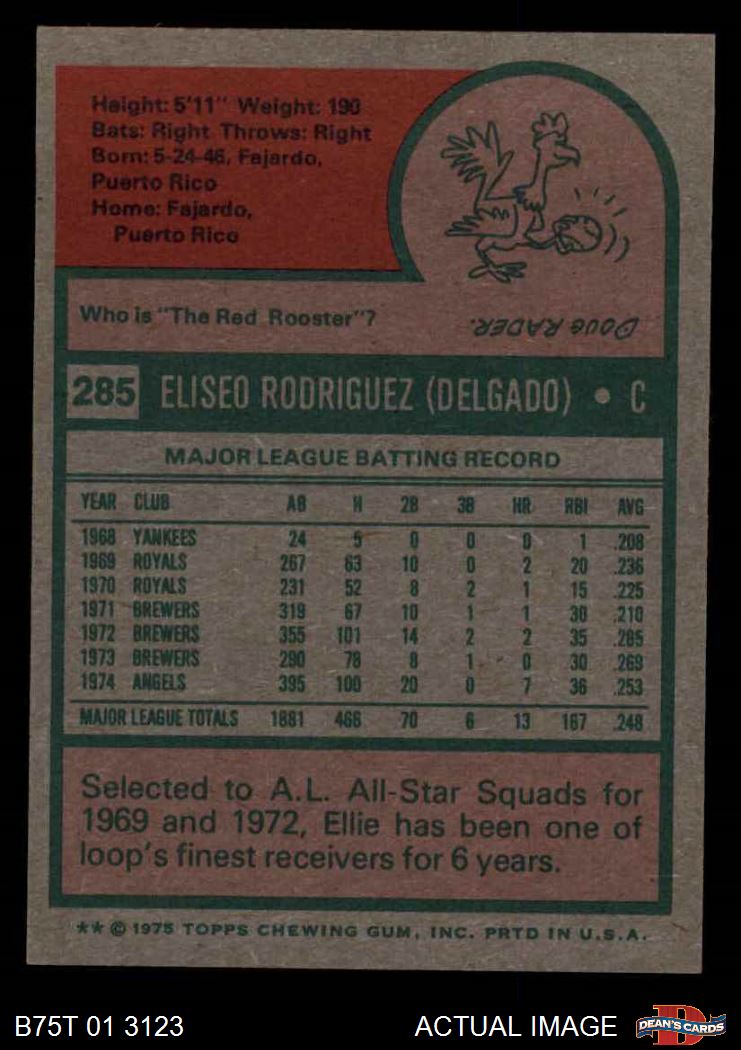 Height: 5'11" Weight: 190
Bats: Right Throws: Right
Born: 5-24-46, Fajardo,
Puerto Rico
Home: Fajardo,
Puerto Rico
Who is "The Red Rooster"?
DOUG RADER.
285 ELISEO RODRIGUEZ (DELGADO) • C
MAJOR LEAGUE BATTING RECORD
YEAR CLUB AB H 2B 3B HR RBI AVG
1968 YANKEES 24 5 0 0 0 1 .208
1969 ROYALS 267 63 10 0 2 20 .236
1970 ROYALS 231 52 8 2 1 15 .225
1971 BREWERS 319 67 10 1 1 30 .210
1972 BREWERS 355 101 14 2 2 35 .285
1973 BREWERS 290 78 8 1 0 30 .269
1974 ANGELS 395 100 20 0 7 36 .253
MAJOR LEAGUE TOTALS 1881 466 70 6 13 167 .248
Selected to A.L. All-Star Squads for
1969 and 1972, Ellie has been one of
loop's finest receivers for 6 years.
** © 1975 TOPPS CHEWING GUM, INC. PRTD IN U.S.A.
B75T 01 3123 ACTUAL IMAGE DEAN'S CARDS